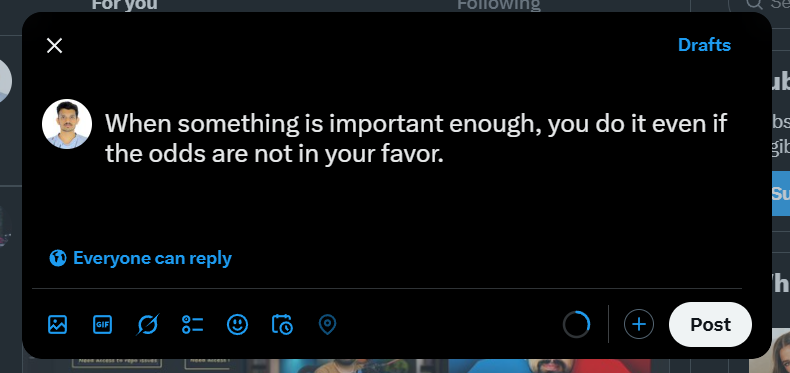 For you
Following
Drafts
When something is important enough, you do it even if
the odds are not in your favor.
Everyone can reply
GIF
Post